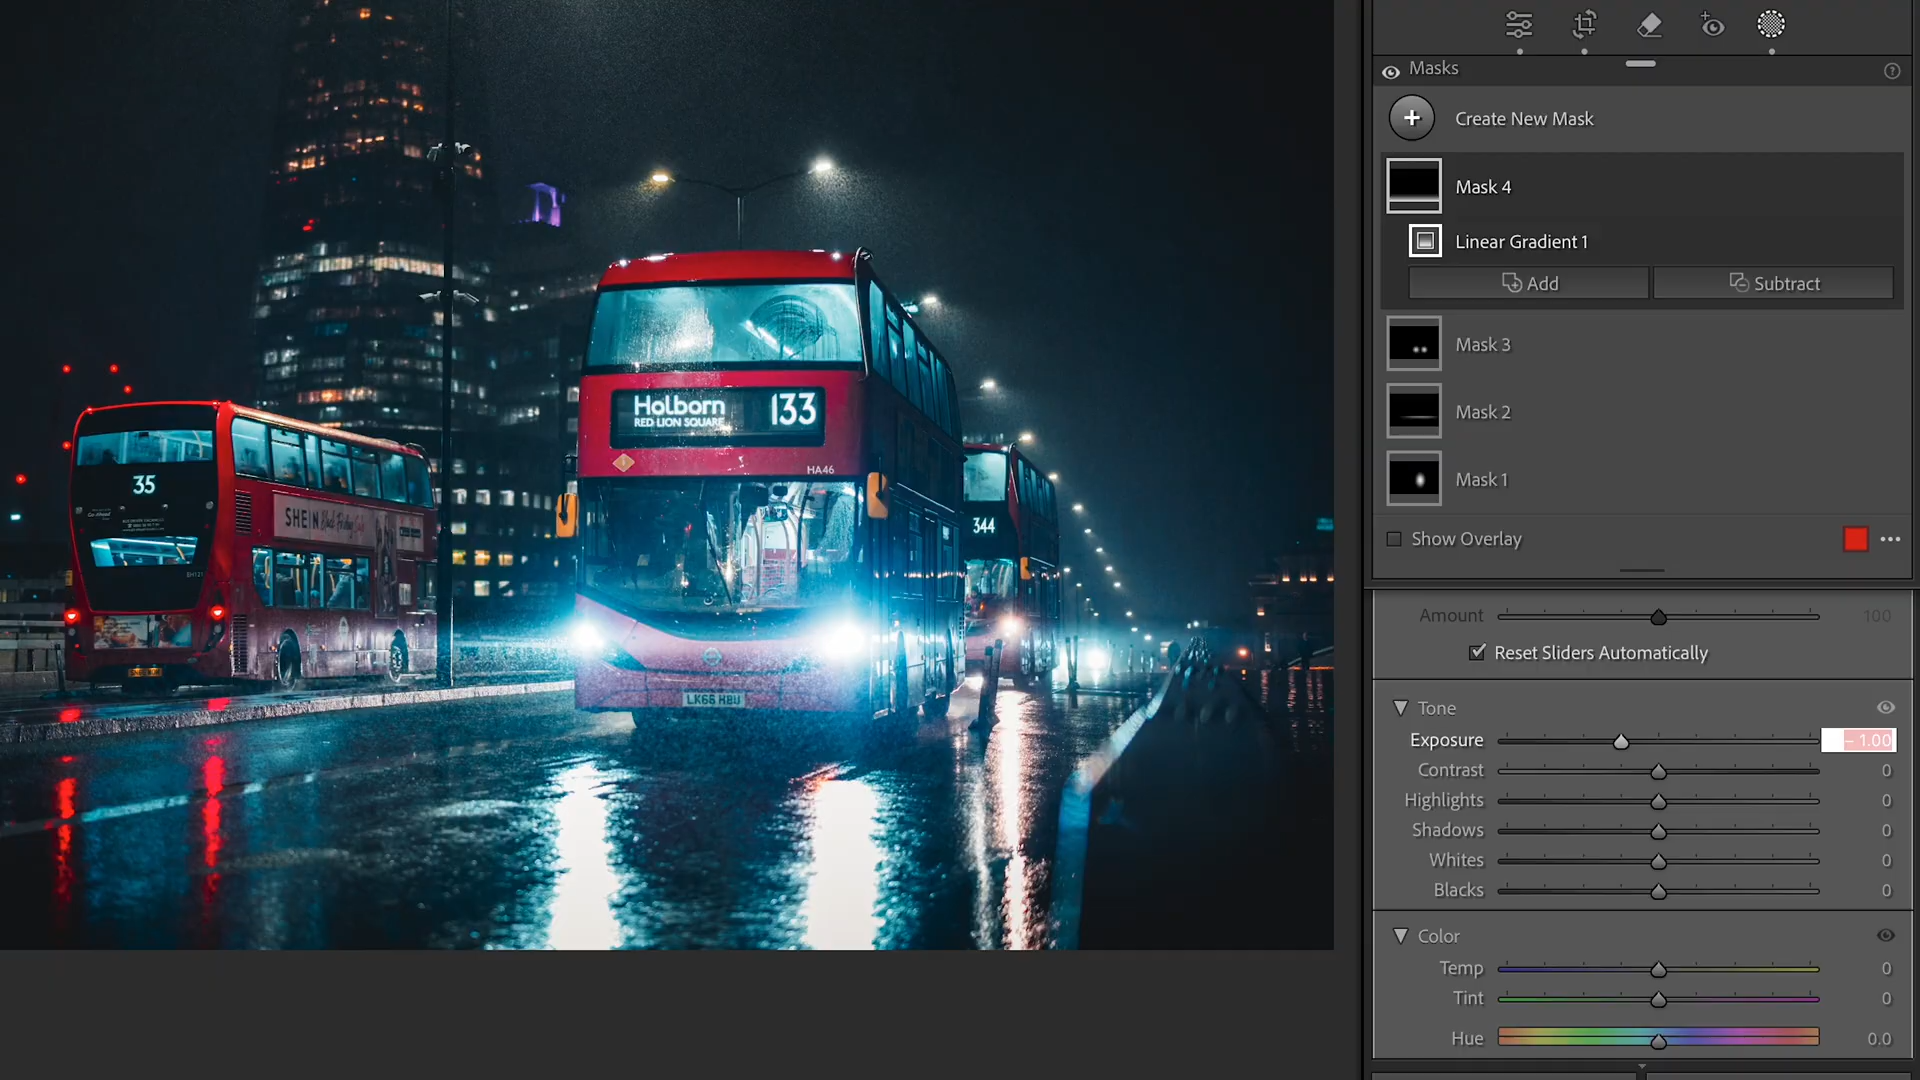 Masks
Create New Mask
Mask 4
Linear Gradient 1
Add
Subtract
Mask 3
Mask 2
Mask 1
Show Overlay
Amount
100
Reset Sliders Automatically
Tone
Exposure
– 1.00
Contrast
0
Highlights
0
Shadows
0
Whites
0
Blacks
0
Color
Temp
0
Tint
0
Hue
0.0
Holborn
133
RED LION SQUARE
HA46
LK66 HBU
35
SHEIN Black Friday
344